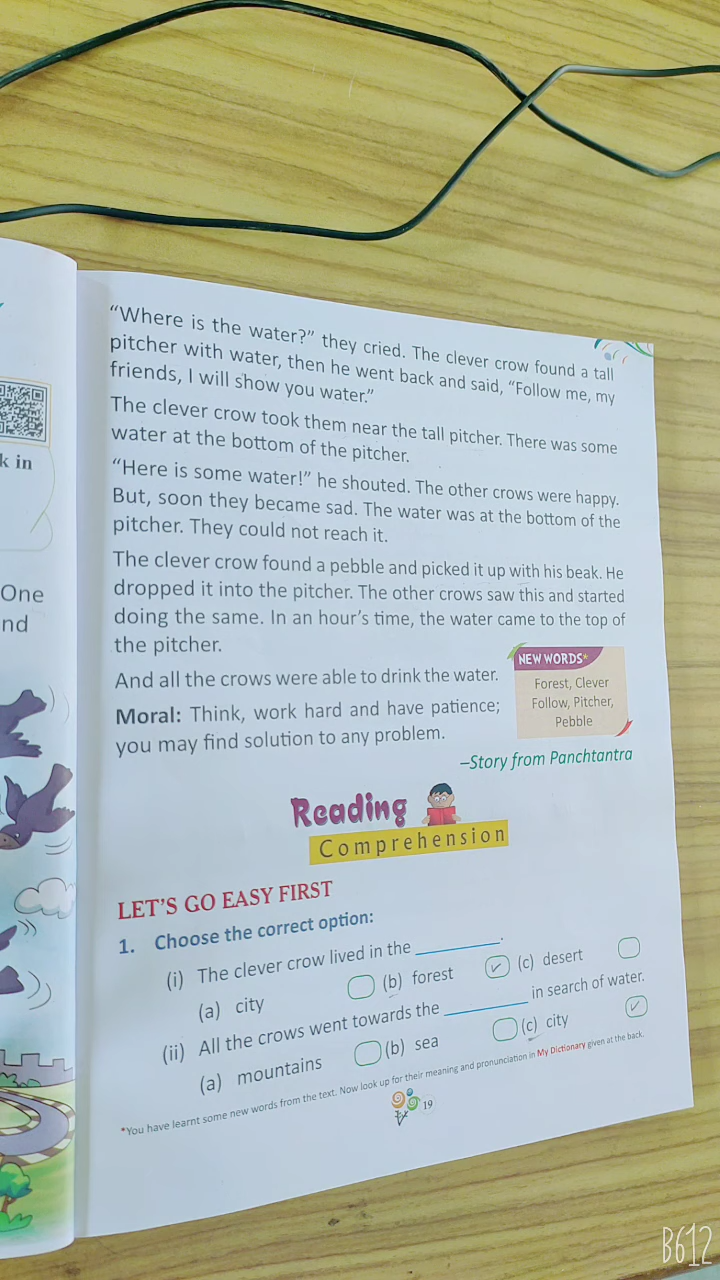 "Where is the water?" they cried. The clever crow found a tall
pitcher with water, then he went back and said, "Follow me, my
friends, I will show you water."
The clever crow took them near the tall pitcher. There was some
water at the bottom of the pitcher.
"Here is some water!" he shouted. The other crows were happy.
But, soon they became sad. The water was at the bottom of the
pitcher. They could not reach it.
The clever crow found a pebble and picked it up with his beak. He
dropped it into the pitcher. The other crows saw this and started
doing the same. In an hour's time, the water came to the top of
the pitcher.
And all the crows were able to drink the water.
Moral: Think, work hard and have patience;
you may find solution to any problem.
NEW WORDS*
Forest, Clever
Follow, Pitcher,
Pebble
–Story from Panchtantra
Reading
Comprehension
LET'S GO EASY FIRST
1. Choose the correct option:
(i) The clever crow lived in the ________.
(a) city (b) forest ✓ (c) desert
(ii) All the crows went towards the ________ in search of water.
(a) mountains (b) sea (c) city ✓
*You have learnt some new words from the text. Now look up for their meaning and pronunciation in My Dictionary given at the back.
19
k in
One
nd
B612